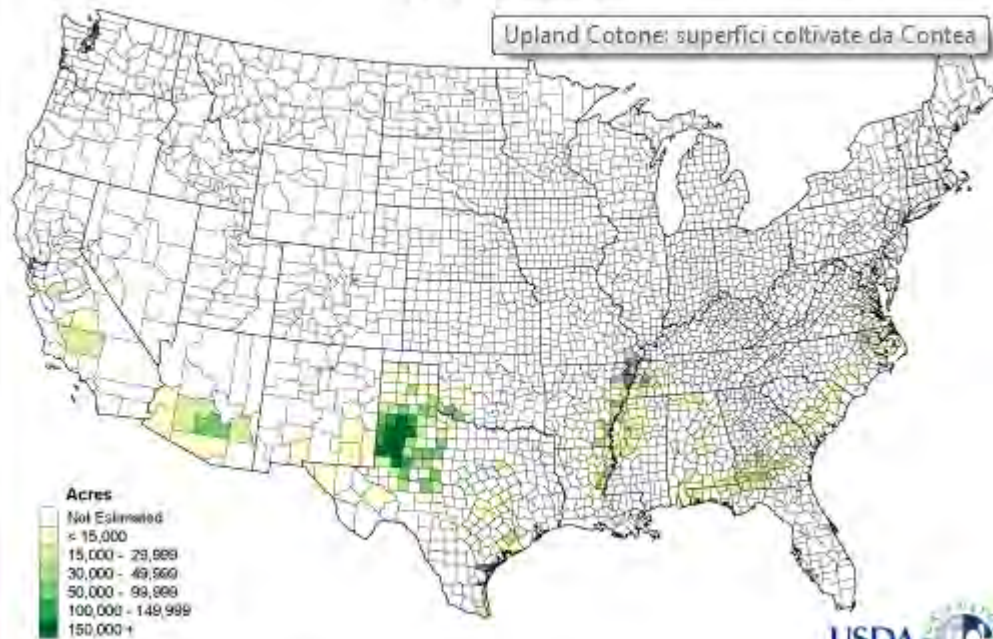 Upland Cotone: superfici coltivate da Contea
Acres
Not Estimated
< 15,000
15,000 - 29,999
30,000 - 49,999
50,000 - 99,999
100,000 - 149,999
150,000 +
USDA